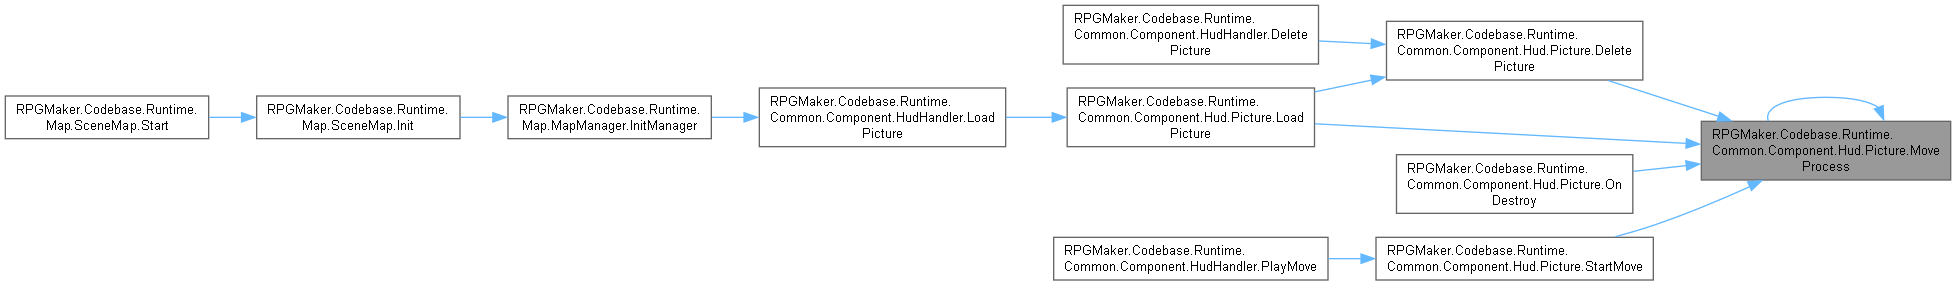 RPGMaker.Codebase.Runtime.
Map.SceneMap.Start
RPGMaker.Codebase.Runtime.
Map.SceneMap.Init
RPGMaker.Codebase.Runtime.
Map.MapManager.InitManager
RPGMaker.Codebase.Runtime.
Common.Component.HudHandler.Load
Picture
RPGMaker.Codebase.Runtime.
Common.Component.HudHandler.Delete
Picture
RPGMaker.Codebase.Runtime.
Common.Component.Hud.Picture.Load
Picture
RPGMaker.Codebase.Runtime.
Common.Component.HudHandler.PlayMove
RPGMaker.Codebase.Runtime.
Common.Component.Hud.Picture.Delete
Picture
RPGMaker.Codebase.Runtime.
Common.Component.Hud.Picture.On
Destroy
RPGMaker.Codebase.Runtime.
Common.Component.Hud.Picture.StartMove
RPGMaker.Codebase.Runtime.
Common.Component.Hud.Picture.Move
Process